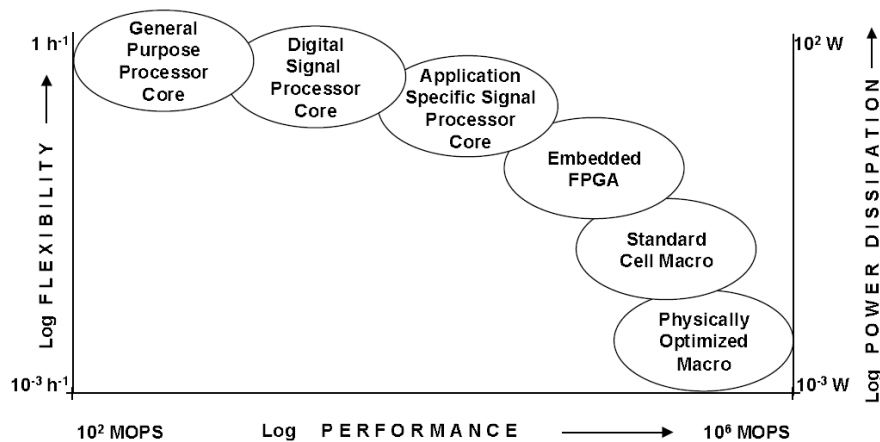 1 h⁻¹
General
Purpose
Processor
Core
Digital
Signal
Processor
Core
Application
Specific Signal
Processor
Core
Embedded
FPGA
Standard
Cell Macro
Physically
Optimized
Macro
10² W
Log FLEXIBILITY
Log POWER DISSIPATION
10⁻³ h⁻¹
10⁻³ W
10² MOPS
Log PERFORMANCE
10⁶ MOPS